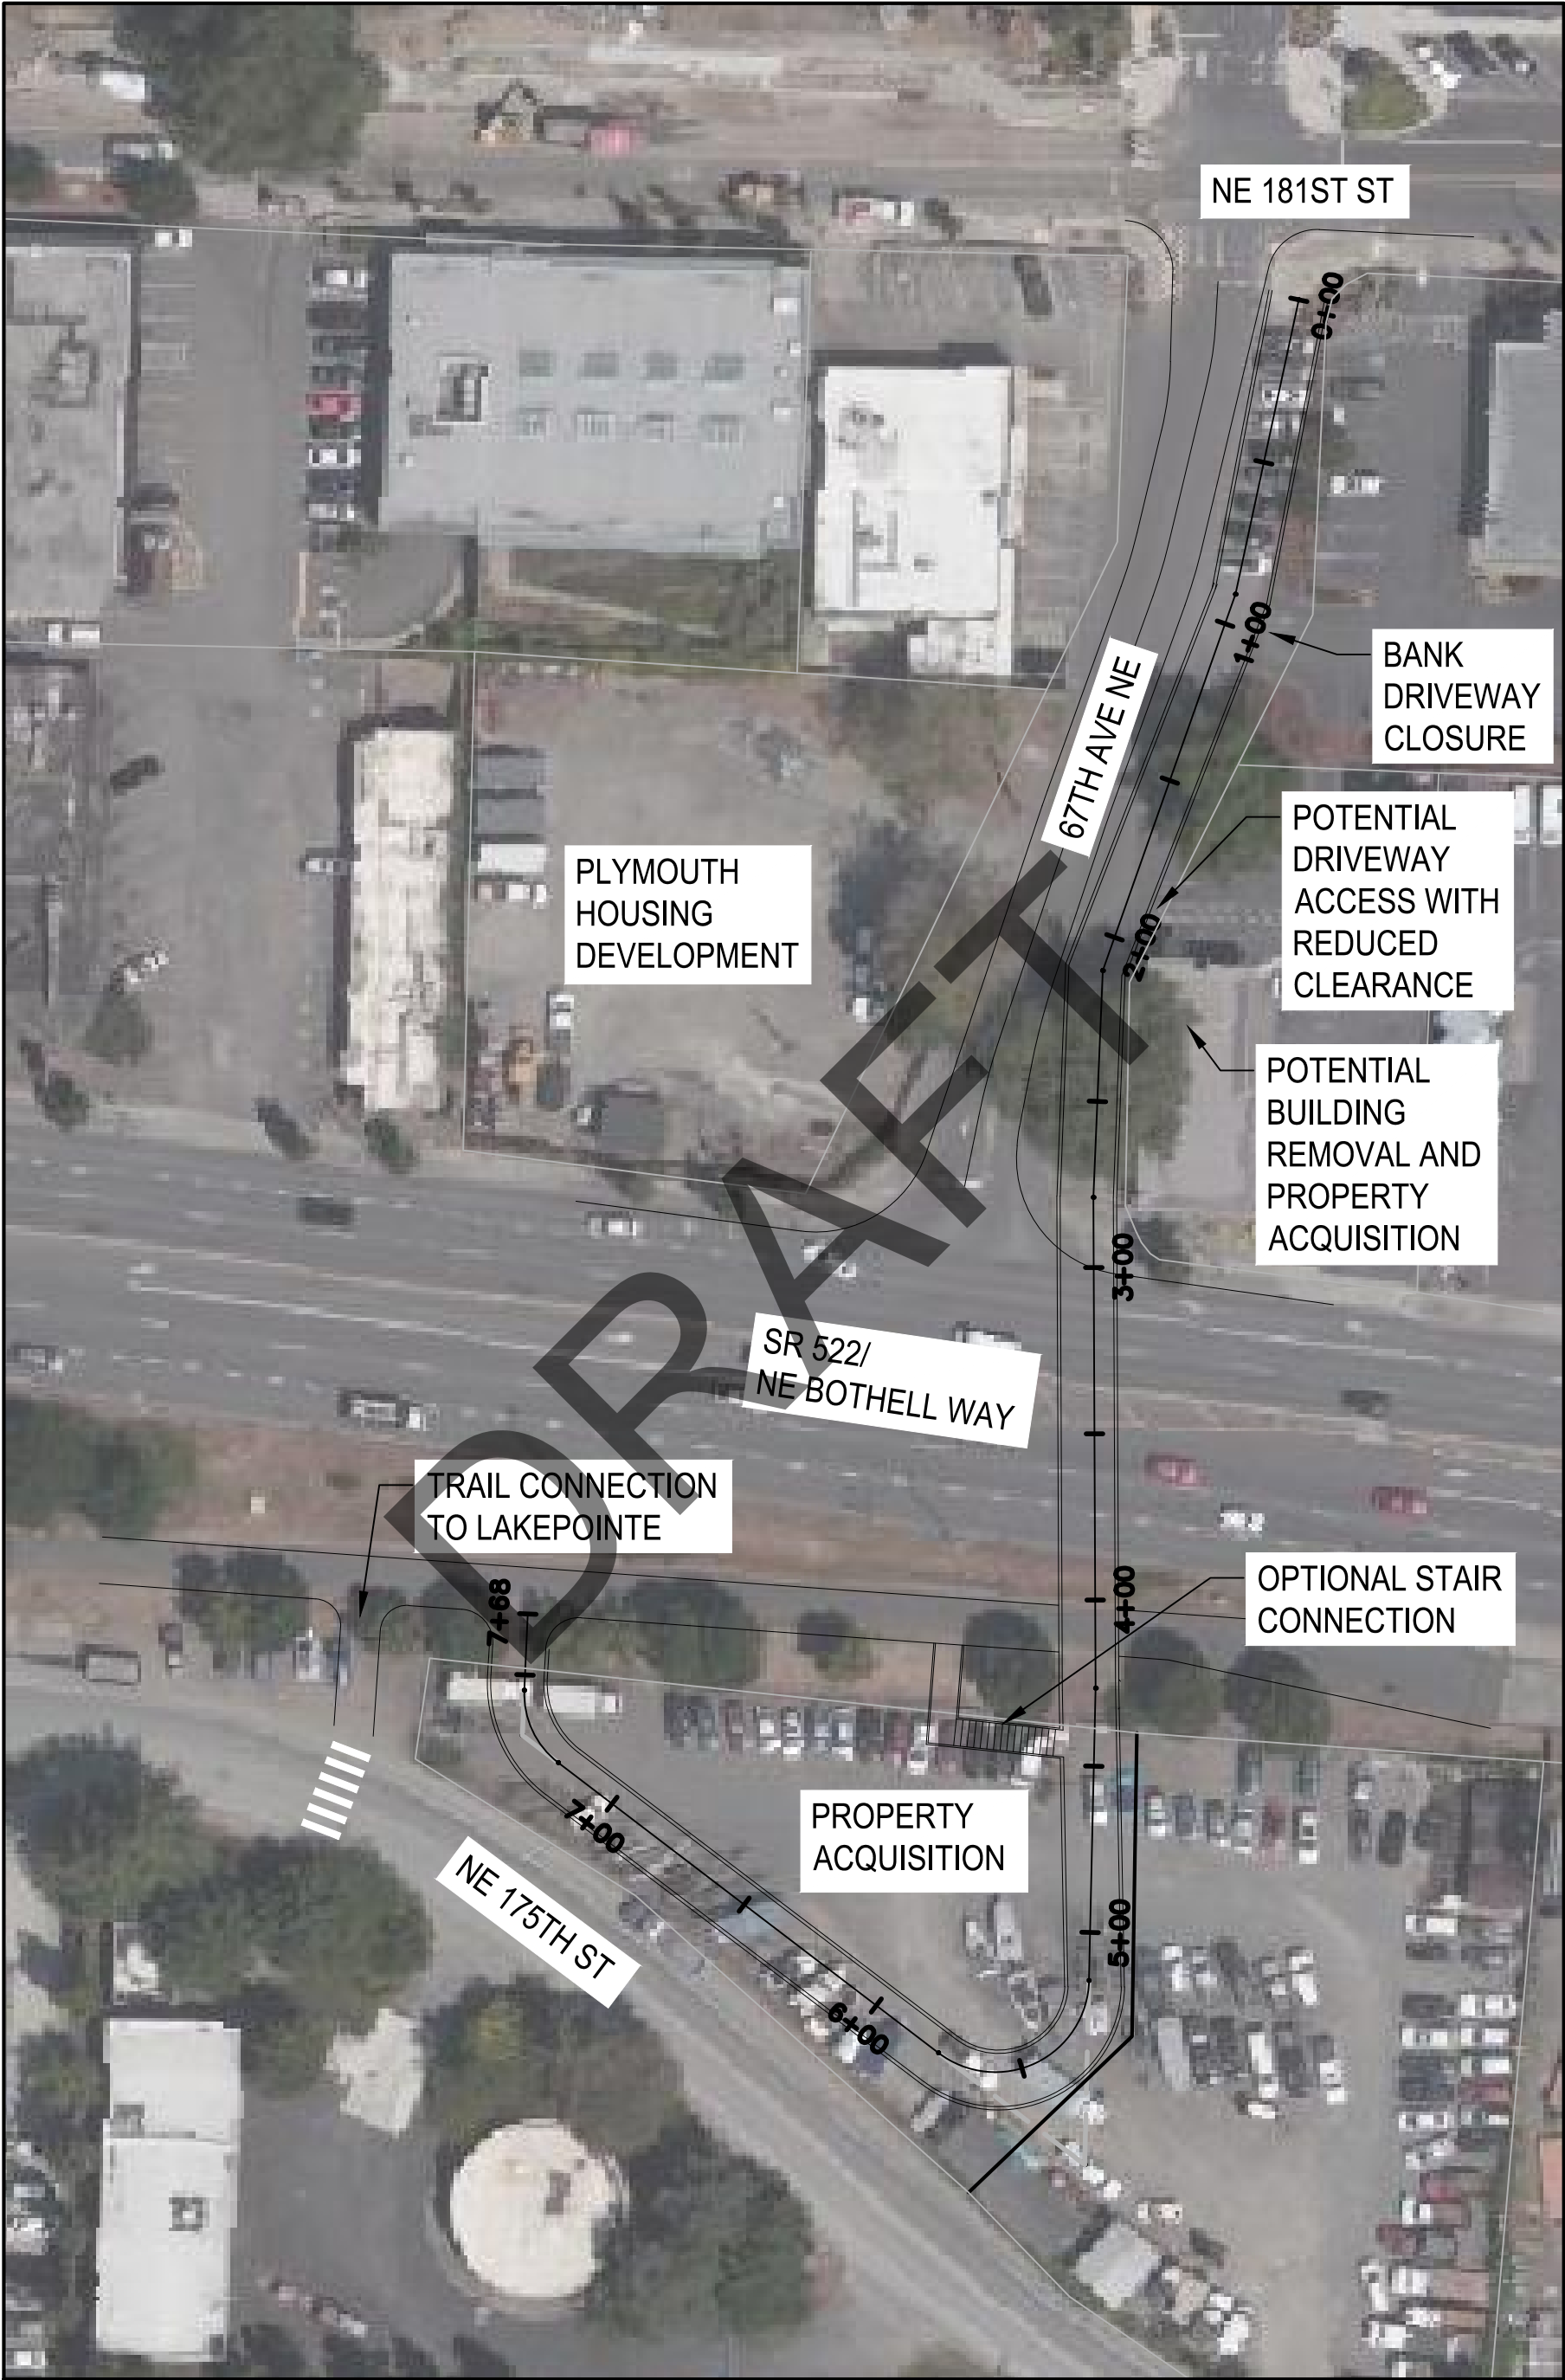 NE 181ST ST
0+00
1+00
BANK
DRIVEWAY
CLOSURE
67TH AVE NE
POTENTIAL
DRIVEWAY
ACCESS WITH
REDUCED
CLEARANCE
PLYMOUTH
HOUSING
DEVELOPMENT
2+00
POTENTIAL
BUILDING
REMOVAL AND
PROPERTY
ACQUISITION
3+00
DRAFT
SR 522/
NE BOTHELL WAY
TRAIL CONNECTION
TO LAKEPOINTE
4+00
OPTIONAL STAIR
CONNECTION
7+68
PROPERTY
ACQUISITION
7+00
NE 175TH ST
5+00
6+00